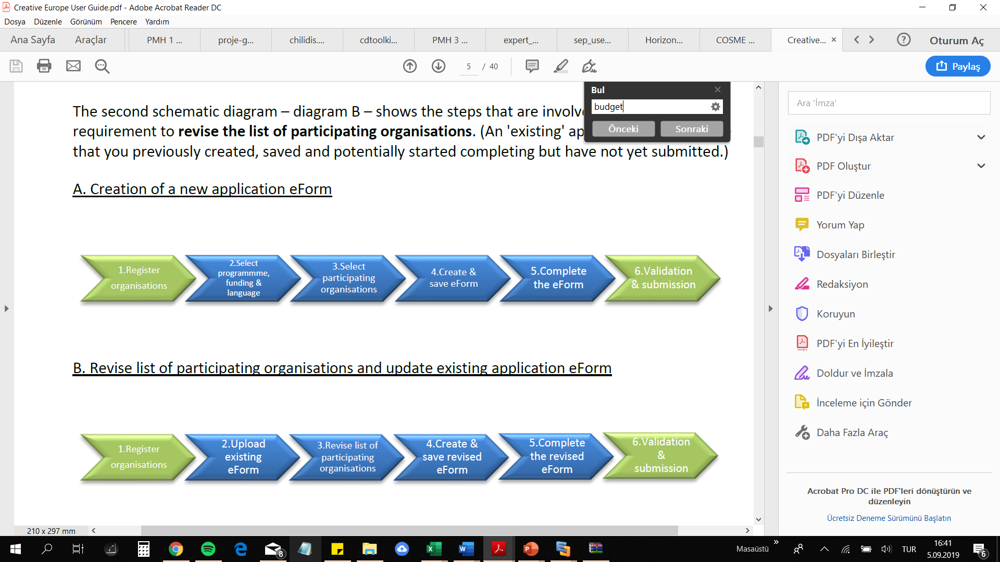 Creative Europe User Guide.pdf - Adobe Acrobat Reader DC
Dosya Düzenle Görünüm Pencere Yardım
Ana Sayfa Araçlar PMH 1 ... proje-g... chilidis.... cdtoolki... PMH 3 ... expert_... sep_use... Horizon... COSME ... Creative... Oturum Aç
5 / 40 Paylaş
Bul
budget
Önceki Sonraki
The second schematic diagram – diagram B – shows the steps that are involv
requirement to revise the list of participating organisations. (An 'existing' ap
that you previously created, saved and potentially started completing but have not yet submitted.)
A. Creation of a new application eForm
1.Register
organisations
2.Select
programmme,
funding &
language
3.Select
participating
organisations
4.Create &
save eForm
5.Complete
the eForm
6.Validation
& submission
B. Revise list of participating organisations and update existing application eForm
1.Register
organisations
2.Upload
existing
eForm
3.Revise list of
participating
organisations
4.Create &
save revised
eForm
5.Complete
the revised
eForm
6.Validation
&
submission
210 x 297 mm
Ara 'İmza'
PDF'yi Dışa Aktar
PDF Oluştur
PDF'yi Düzenle
Yorum Yap
Dosyaları Birleştir
Redaksiyon
Koruyun
PDF'yi En İyileştir
Doldur ve İmzala
İnceleme için Gönder
Daha Fazla Araç
Acrobat Pro DC ile PDF'leri dönüştürün ve
düzenleyin
Ücretsiz Deneme Sürümünü Başlatın
8
Masaüstü
TUR
16:41
5.09.2019
6